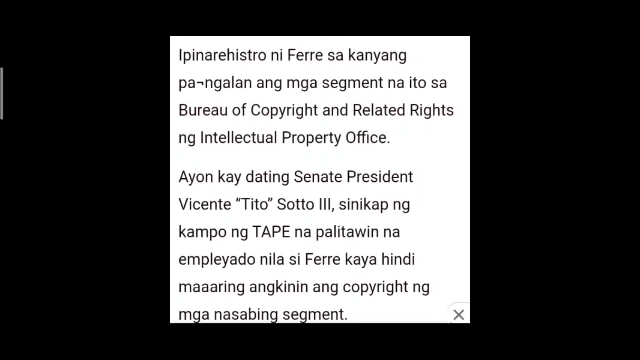 Ipinarehistro ni Ferre sa kanyang
pa¬ngalan ang mga segment na ito sa
Bureau of Copyright and Related Rights
ng Intellectual Property Office.
Ayon kay dating Senate President
Vicente “Tito” Sotto III, sinikap ng
kampo ng TAPE na palitawin na
empleyado nila si Ferre kaya hindi
maaaring angkinin ang copyright ng
mga nasabing segment.